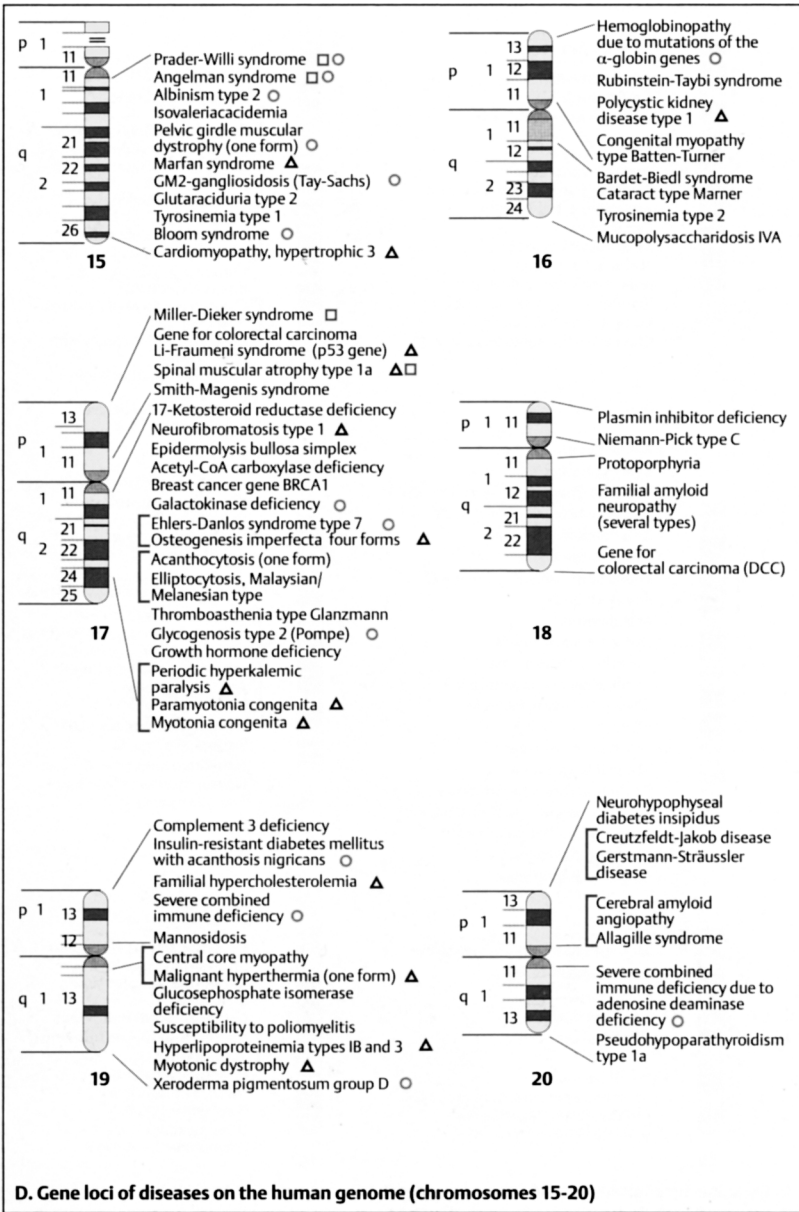 p 1
11
11
1
q
21
22
2
26
15
Prader-Willi syndrome □○
Angelman syndrome □○
Albinism type 2 ○
Isovaleriacacidemia
Pelvic girdle muscular
dystrophy (one form) ○
Marfan syndrome △
GM2-gangliosidosis (Tay-Sachs) ○
Glutaraciduria type 2
Tyrosinemia type 1
Bloom syndrome ○
Cardiomyopathy, hypertrophic 3 △
13
p 1 12
11
11
1
12
q
2 23
24
16
Hemoglobinopathy
due to mutations of the
α-globin genes ○
Rubinstein-Taybi syndrome
Polycystic kidney
disease type 1 △
Congenital myopathy
type Batten-Turner
Bardet-Biedl syndrome
Cataract type Marner
Tyrosinemia type 2
Mucopolysaccharidosis IVA
13
p
1
11
1 11
21
q
2 22
24
25
17
Miller-Dieker syndrome □
Gene for colorectal carcinoma
Li-Fraumeni syndrome (p53 gene) △
Spinal muscular atrophy type 1a △□
Smith-Magenis syndrome
17-Ketosteroid reductase deficiency
Neurofibromatosis type 1 △
Epidermolysis bullosa simplex
Acetyl-CoA carboxylase deficiency
Breast cancer gene BRCA1
Galactokinase deficiency ○
Ehlers-Danlos syndrome type 7 ○
Osteogenesis imperfecta four forms △
Acanthocytosis (one form)
Elliptocytosis, Malaysian/
Melanesian type
Thromboasthenia type Glanzmann
Glycogenosis type 2 (Pompe) ○
Growth hormone deficiency
Periodic hyperkalemic
paralysis △
Paramyotonia congenita △
Myotonia congenita △
p 1 11
11
1
12
q
21
2
22
18
Plasmin inhibitor deficiency
Niemann-Pick type C
Protoporphyria
Familial amyloid
neuropathy
(several types)
Gene for
colorectal carcinoma (DCC)
p 1 13
12
q 1 13
19
Complement 3 deficiency
Insulin-resistant diabetes mellitus
with acanthosis nigricans ○
Familial hypercholesterolemia △
Severe combined
immune deficiency ○
Mannosidosis
Central core myopathy
Malignant hyperthermia (one form) △
Glucosephosphate isomerase
deficiency
Susceptibility to poliomyelitis
Hyperlipoproteinemia types IB and 3 △
Myotonic dystrophy △
Xeroderma pigmentosum group D ○
13
p 1
11
11
q 1
13
20
Neurohypophyseal
diabetes insipidus
Creutzfeldt-Jakob disease
Gerstmann-Sträussler
disease
Cerebral amyloid
angiopathy
Allagille syndrome
Severe combined
immune deficiency due to
adenosine deaminase
deficiency ○
Pseudohypoparathyroidism
type 1a
D. Gene loci of diseases on the human genome (chromosomes 15-20)